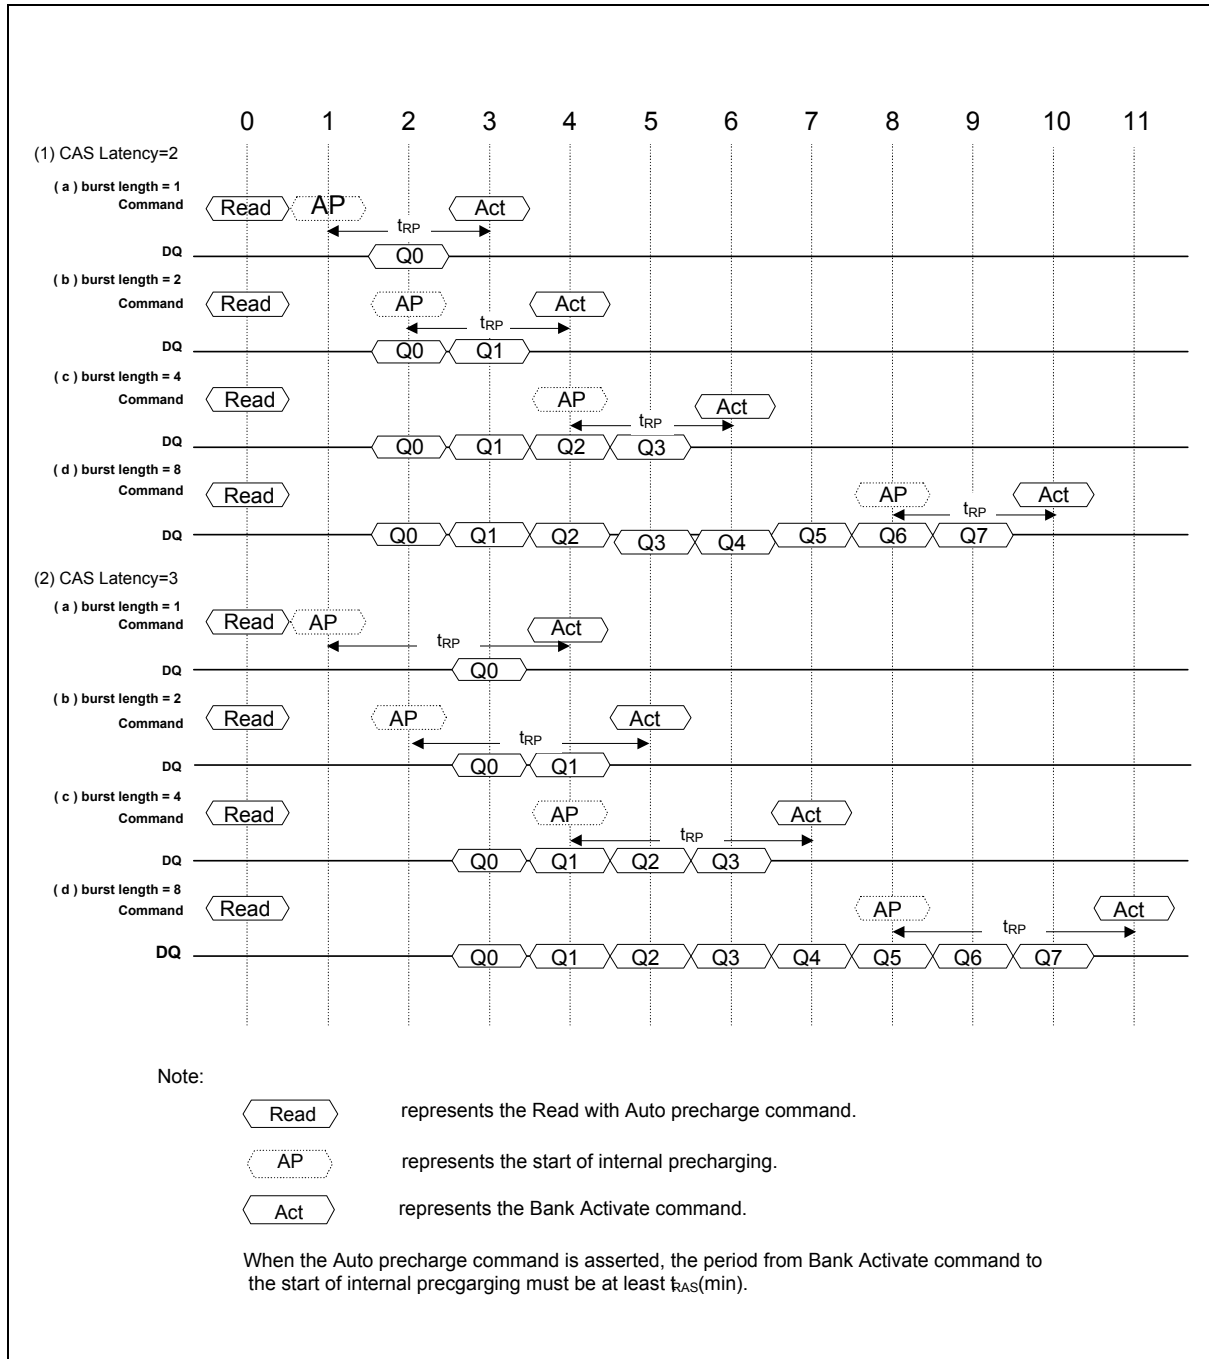 0 1 2 3 4 5 6 7 8 9 10 11
(1) CAS Latency=2
( a ) burst length = 1
Command Read AP Act
tRP
DQ Q0
( b ) burst length = 2
Command Read AP Act
tRP
DQ Q0 Q1
( c ) burst length = 4
Command Read AP Act
tRP
DQ Q0 Q1 Q2 Q3
( d ) burst length = 8
Command Read AP Act
tRP
DQ Q0 Q1 Q2 Q3 Q4 Q5 Q6 Q7
(2) CAS Latency=3
( a ) burst length = 1
Command Read AP Act
tRP
DQ Q0
( b ) burst length = 2
Command Read AP Act
tRP
DQ Q0 Q1
( c ) burst length = 4
Command Read AP Act
tRP
DQ Q0 Q1 Q2 Q3
( d ) burst length = 8
Command Read AP Act
tRP
DQ Q0 Q1 Q2 Q3 Q4 Q5 Q6 Q7
Note:
Read represents the Read with Auto precharge command.
AP represents the start of internal precharging.
Act represents the Bank Activate command.
When the Auto precharge command is asserted, the period from Bank Activate command to
the start of internal precgarging must be at least tRAS(min).